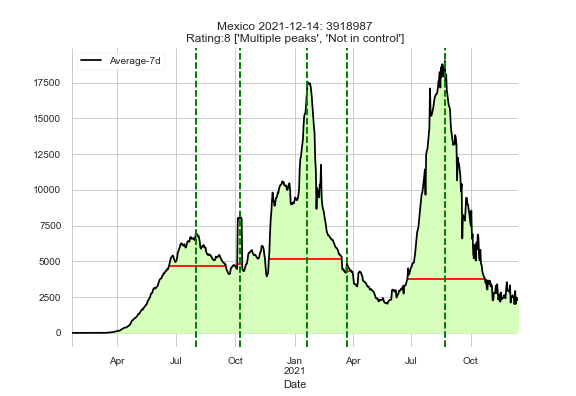 Mexico 2021-12-14: 3918987
Rating:8 ['Multiple peaks', 'Not in control']
Average-7d
17500
15000
12500
10000
7500
5000
2500
0
Apr
Jul
Oct
Jan
2021
Apr
Jul
Oct
Date